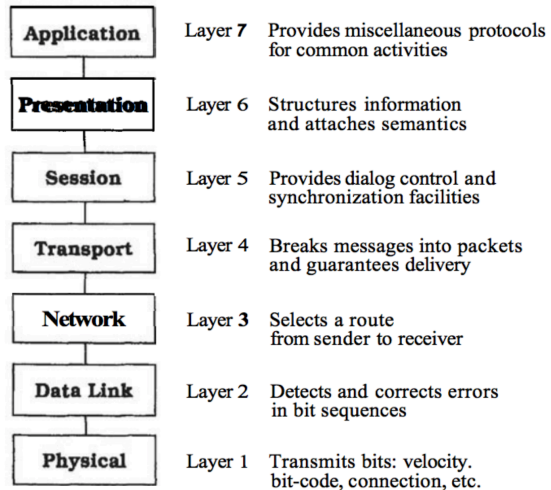 Application Layer 7 Provides miscellaneous protocols
for common activities
Presentation Layer 6 Structures information
and attaches semantics
Session Layer 5 Provides dialog control and
synchronization facilities
Transport Layer 4 Breaks messages into packets
and guarantees delivery
Network Layer 3 Selects a route
from sender to receiver
Data Link Layer 2 Detects and corrects errors
in bit sequences
Physical Layer 1 Transmits bits: velocity.
bit-code, connection, etc.